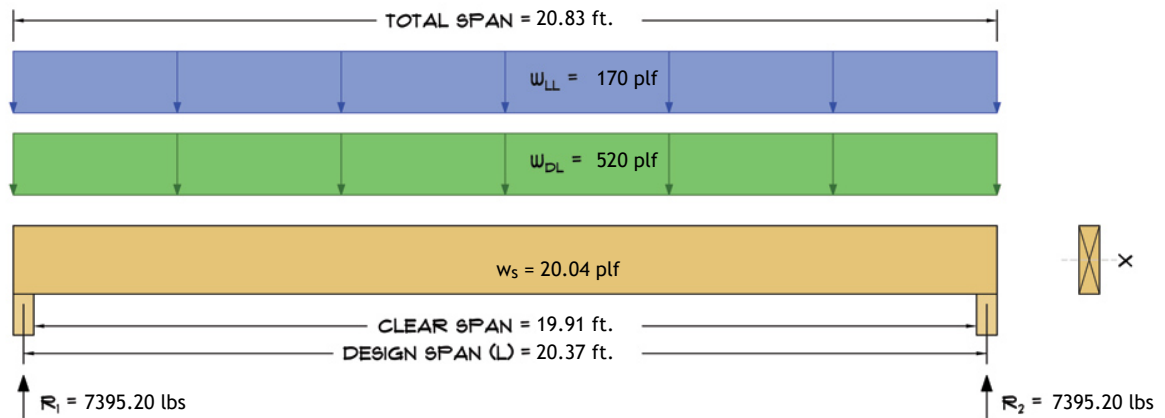 TOTAL SPAN = 20.83 ft.
WLL = 170 plf
WDL = 520 plf
ws = 20.04 plf
X
CLEAR SPAN = 19.91 ft.
DESIGN SPAN (L) = 20.37 ft.
R1 = 7395.20 lbs
R2 = 7395.20 lbs